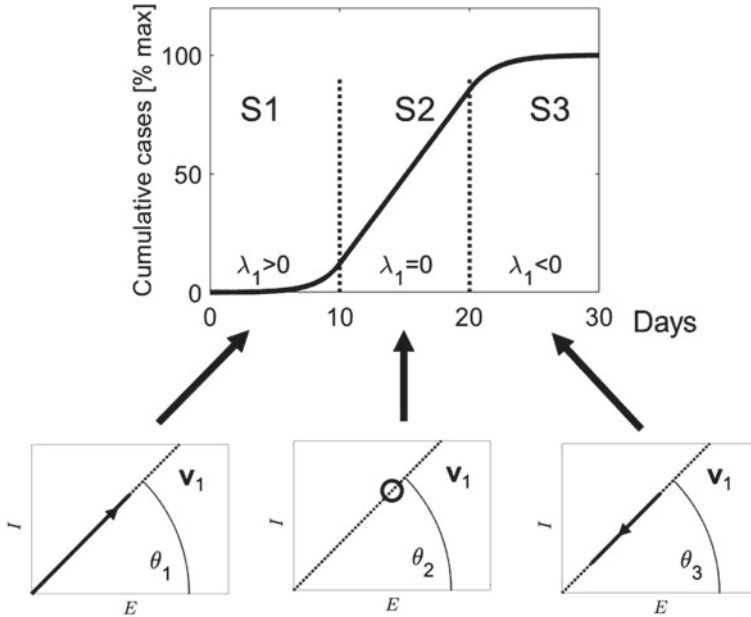 Cumulative cases [% max]
100
50
0
S1
S2
S3
λ1>0
λ1=0
λ1<0
0
10
20
30
Days
v1
θ1
I
E
v1
θ2
I
E
v1
θ3
I
E